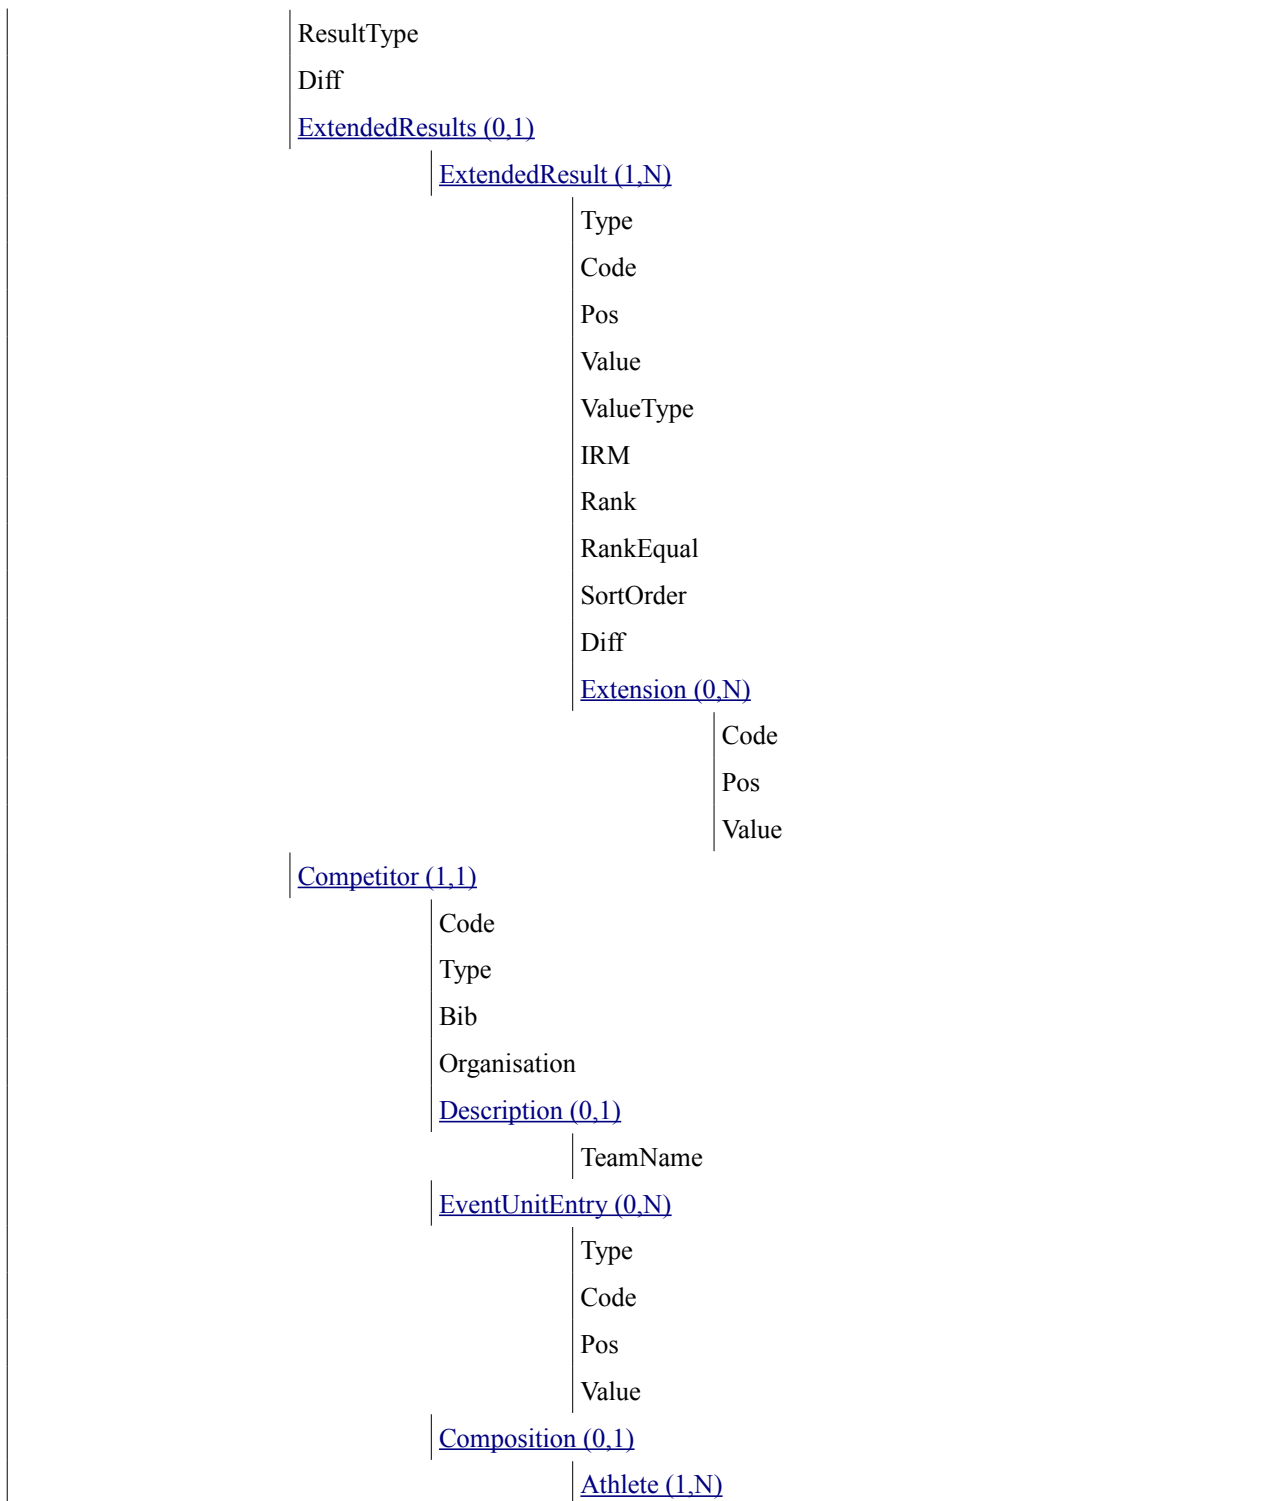 ResultType
Diff
ExtendedResults (0,1)
ExtendedResult (1,N)
Type
Code
Pos
Value
ValueType
IRM
Rank
RankEqual
SortOrder
Diff
Extension (0,N)
Code
Pos
Value
Competitor (1,1)
Code
Type
Bib
Organisation
Description (0,1)
TeamName
EventUnitEntry (0,N)
Type
Code
Pos
Value
Composition (0,1)
Athlete (1,N)